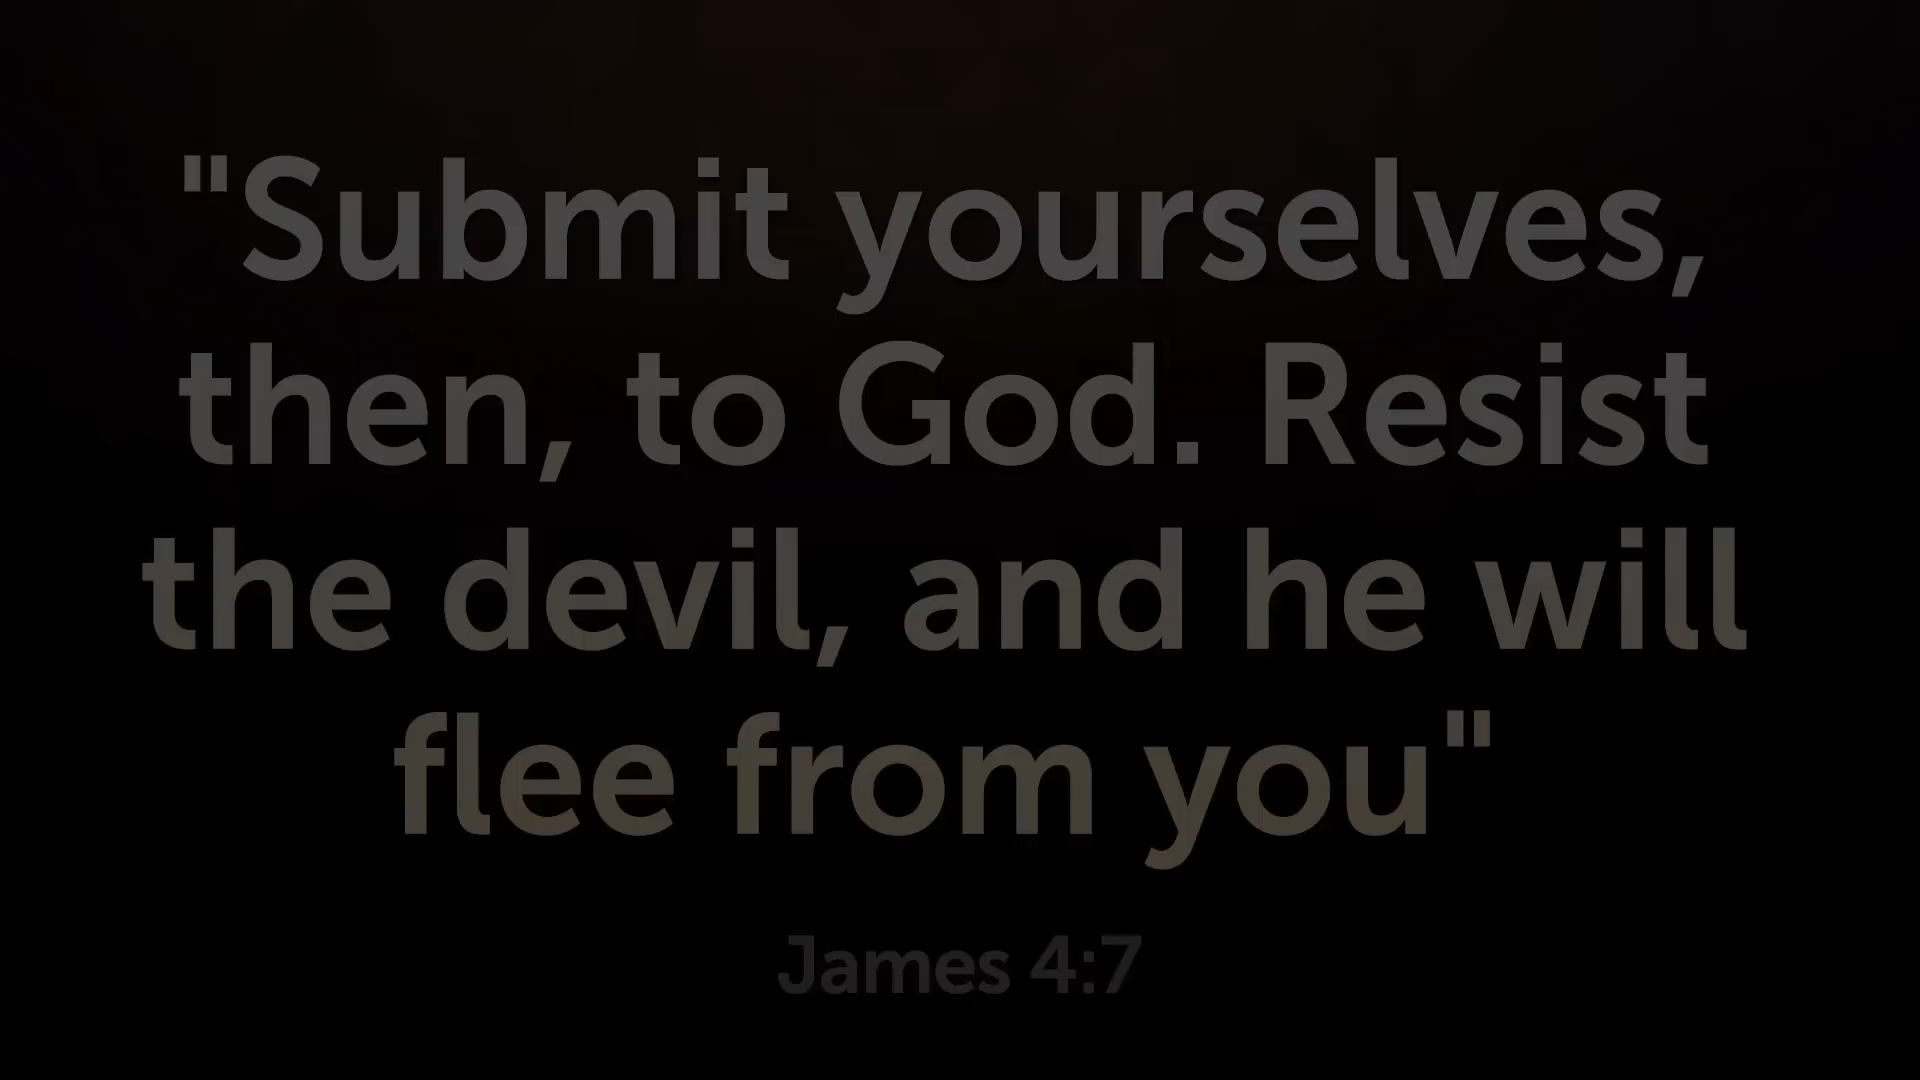 "Submit yourselves,
then, to God. Resist
the devil, and he will
flee from you"
James 4:7